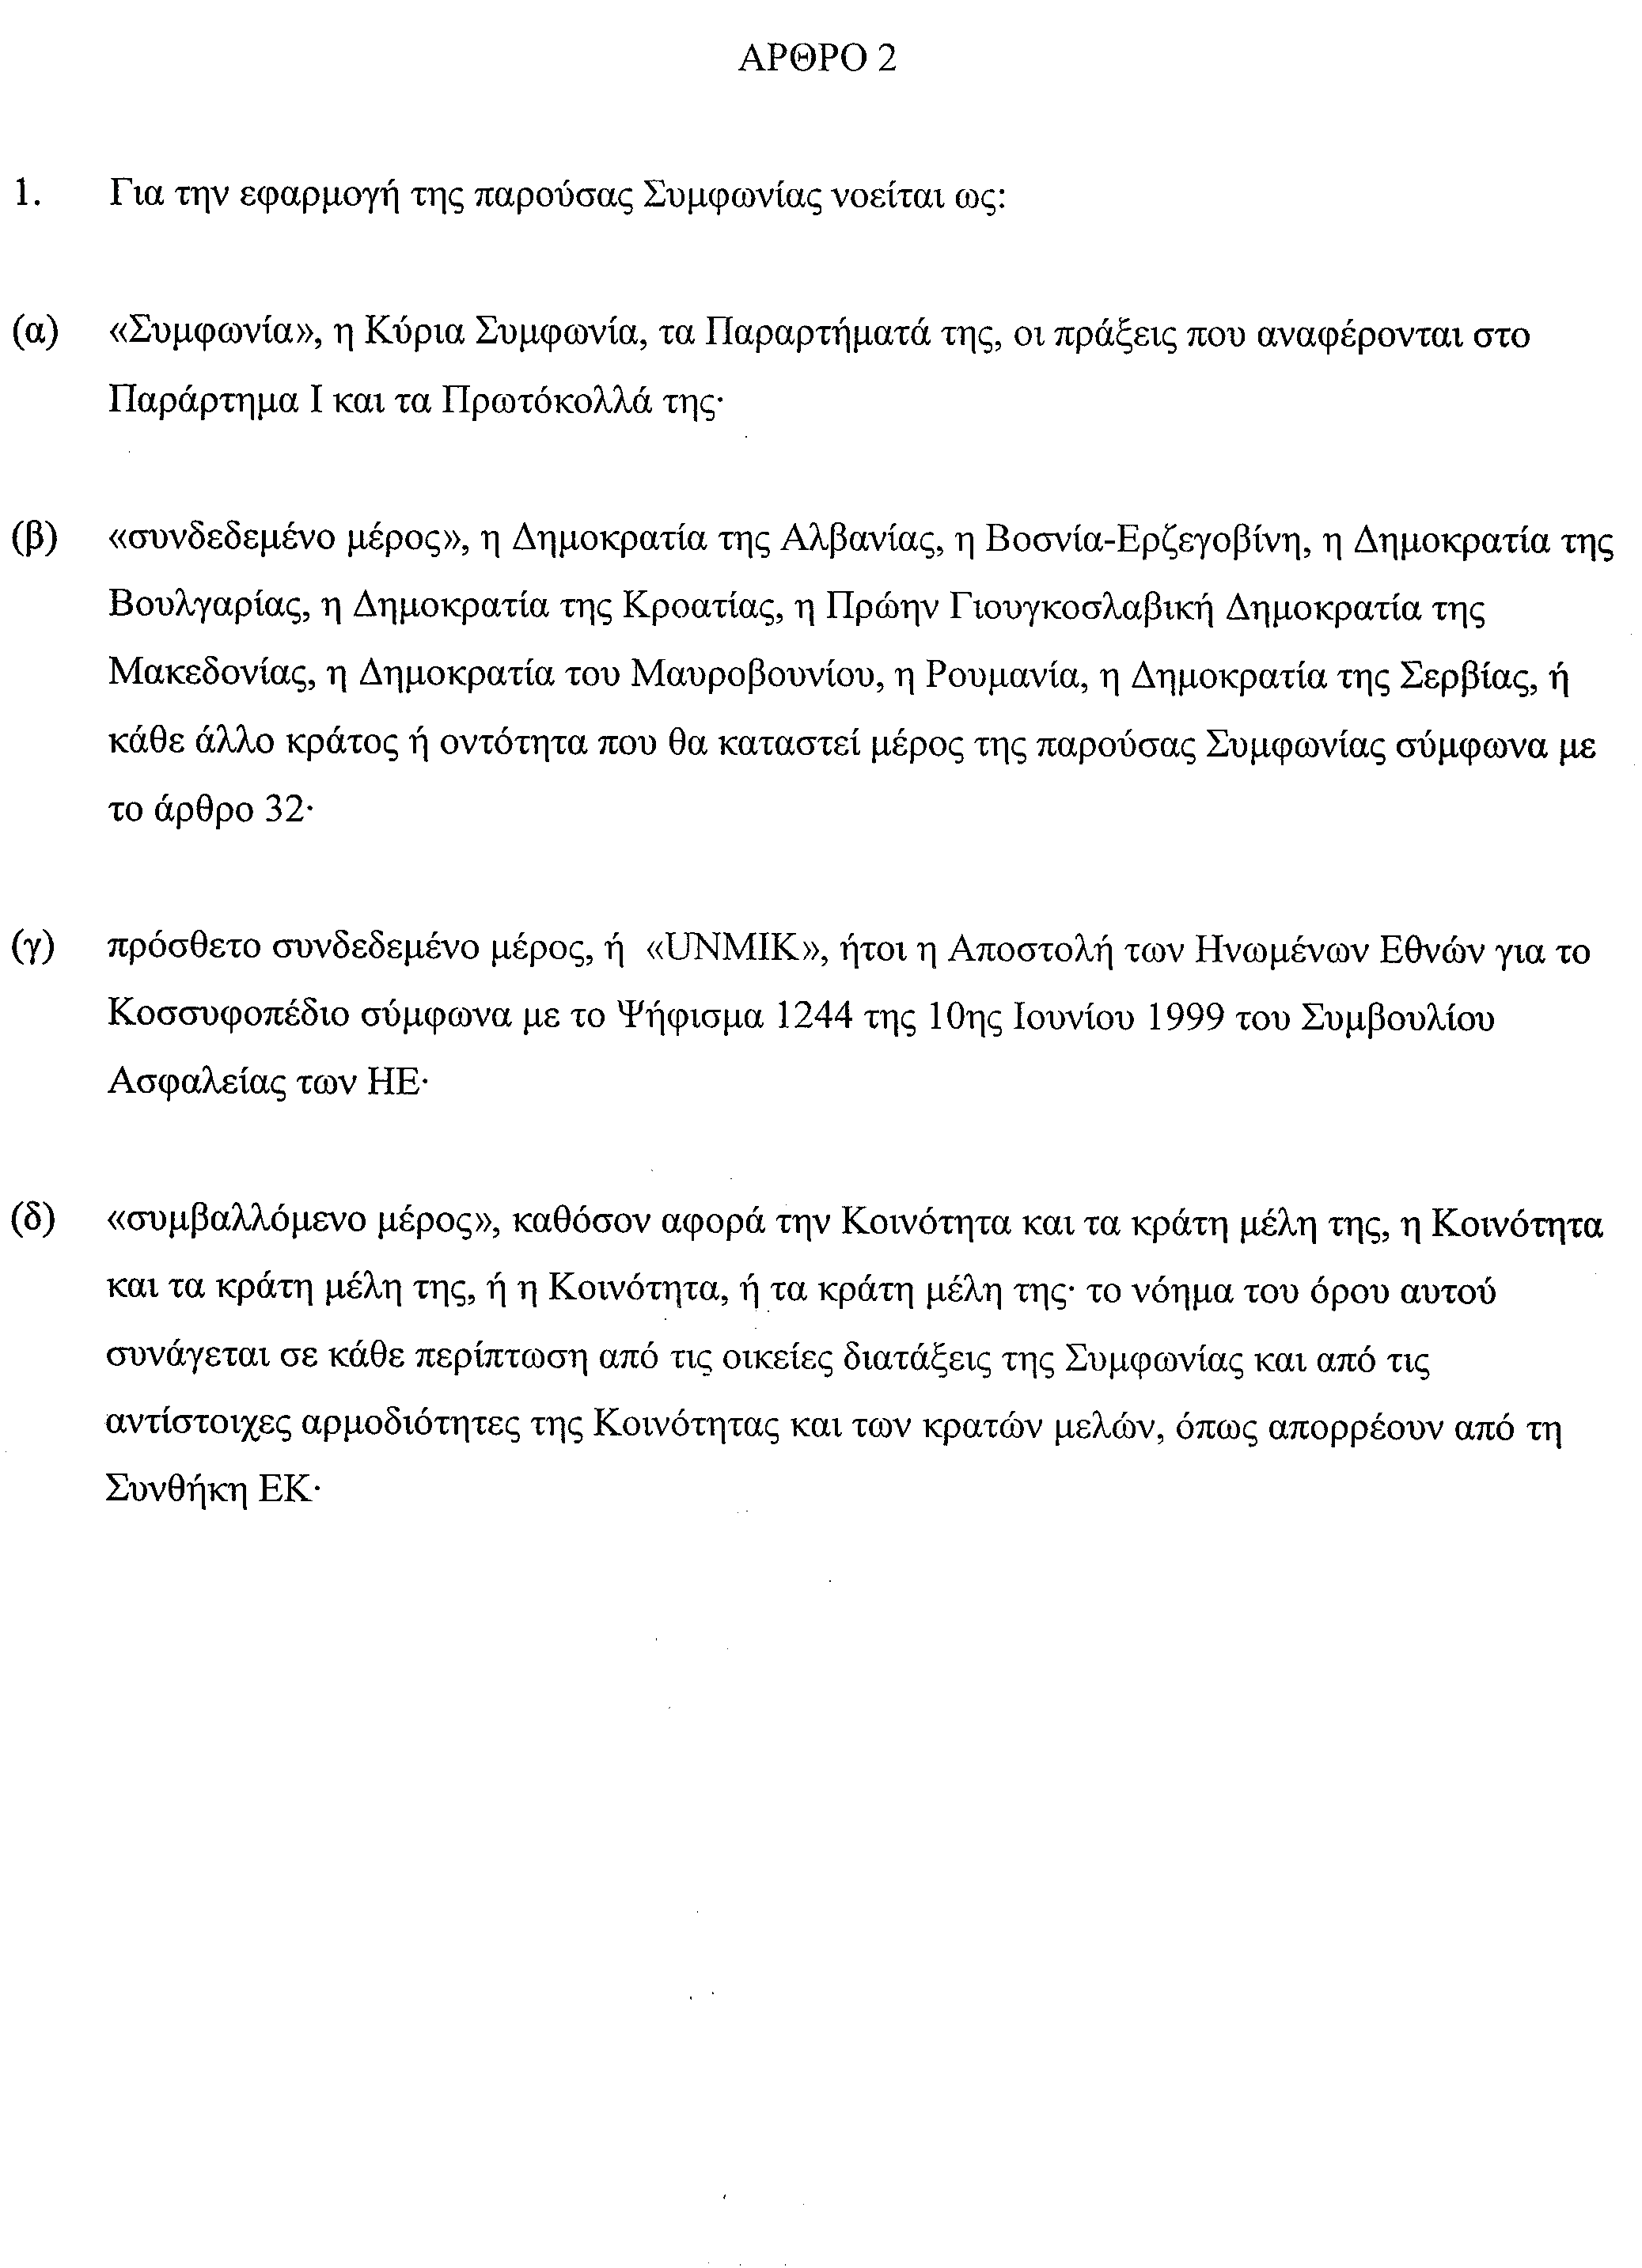 ΑΡΘΡΟ 2
1. Για την εφαρμογή της παρούσας Συμφωνίας νοείται ως:
(α) «Συμφωνία», η Κύρια Συμφωνία, τα Παραρτήματά της, οι πράξεις που αναφέρονται στο
Παράρτημα Ι και τα Πρωτόκολλά της·
(β) «συνδεδεμένο μέρος», η Δημοκρατία της Αλβανίας, η Βοσνία-Ερζεγοβίνη, η Δημοκρατία της
Βουλγαρίας, η Δημοκρατία της Κροατίας, η Πρώην Γιουγκοσλαβική Δημοκρατία της
Μακεδονίας, η Δημοκρατία του Μαυροβουνίου, η Ρουμανία, η Δημοκρατία της Σερβίας, ή
κάθε άλλο κράτος ή οντότητα που θα καταστεί μέρος της παρούσας Συμφωνίας σύμφωνα με
το άρθρο 32·
(γ) πρόσθετο συνδεδεμένο μέρος, ή «UNMIK», ήτοι η Αποστολή των Ηνωμένων Εθνών για το
Κοσσυφοπέδιο σύμφωνα με το Ψήφισμα 1244 της 10ης Ιουνίου 1999 του Συμβουλίου
Ασφαλείας των ΗΕ·
(δ) «συμβαλλόμενο μέρος», καθόσον αφορά την Κοινότητα και τα κράτη μέλη της, η Κοινότητα
και τα κράτη μέλη της, ή η Κοινότητα, ή τα κράτη μέλη της· το νόημα του όρου αυτού
συνάγεται σε κάθε περίπτωση από τις οικείες διατάξεις της Συμφωνίας και από τις
αντίστοιχες αρμοδιότητες της Κοινότητας και των κρατών μελών, όπως απορρέουν από τη
Συνθήκη ΕΚ·